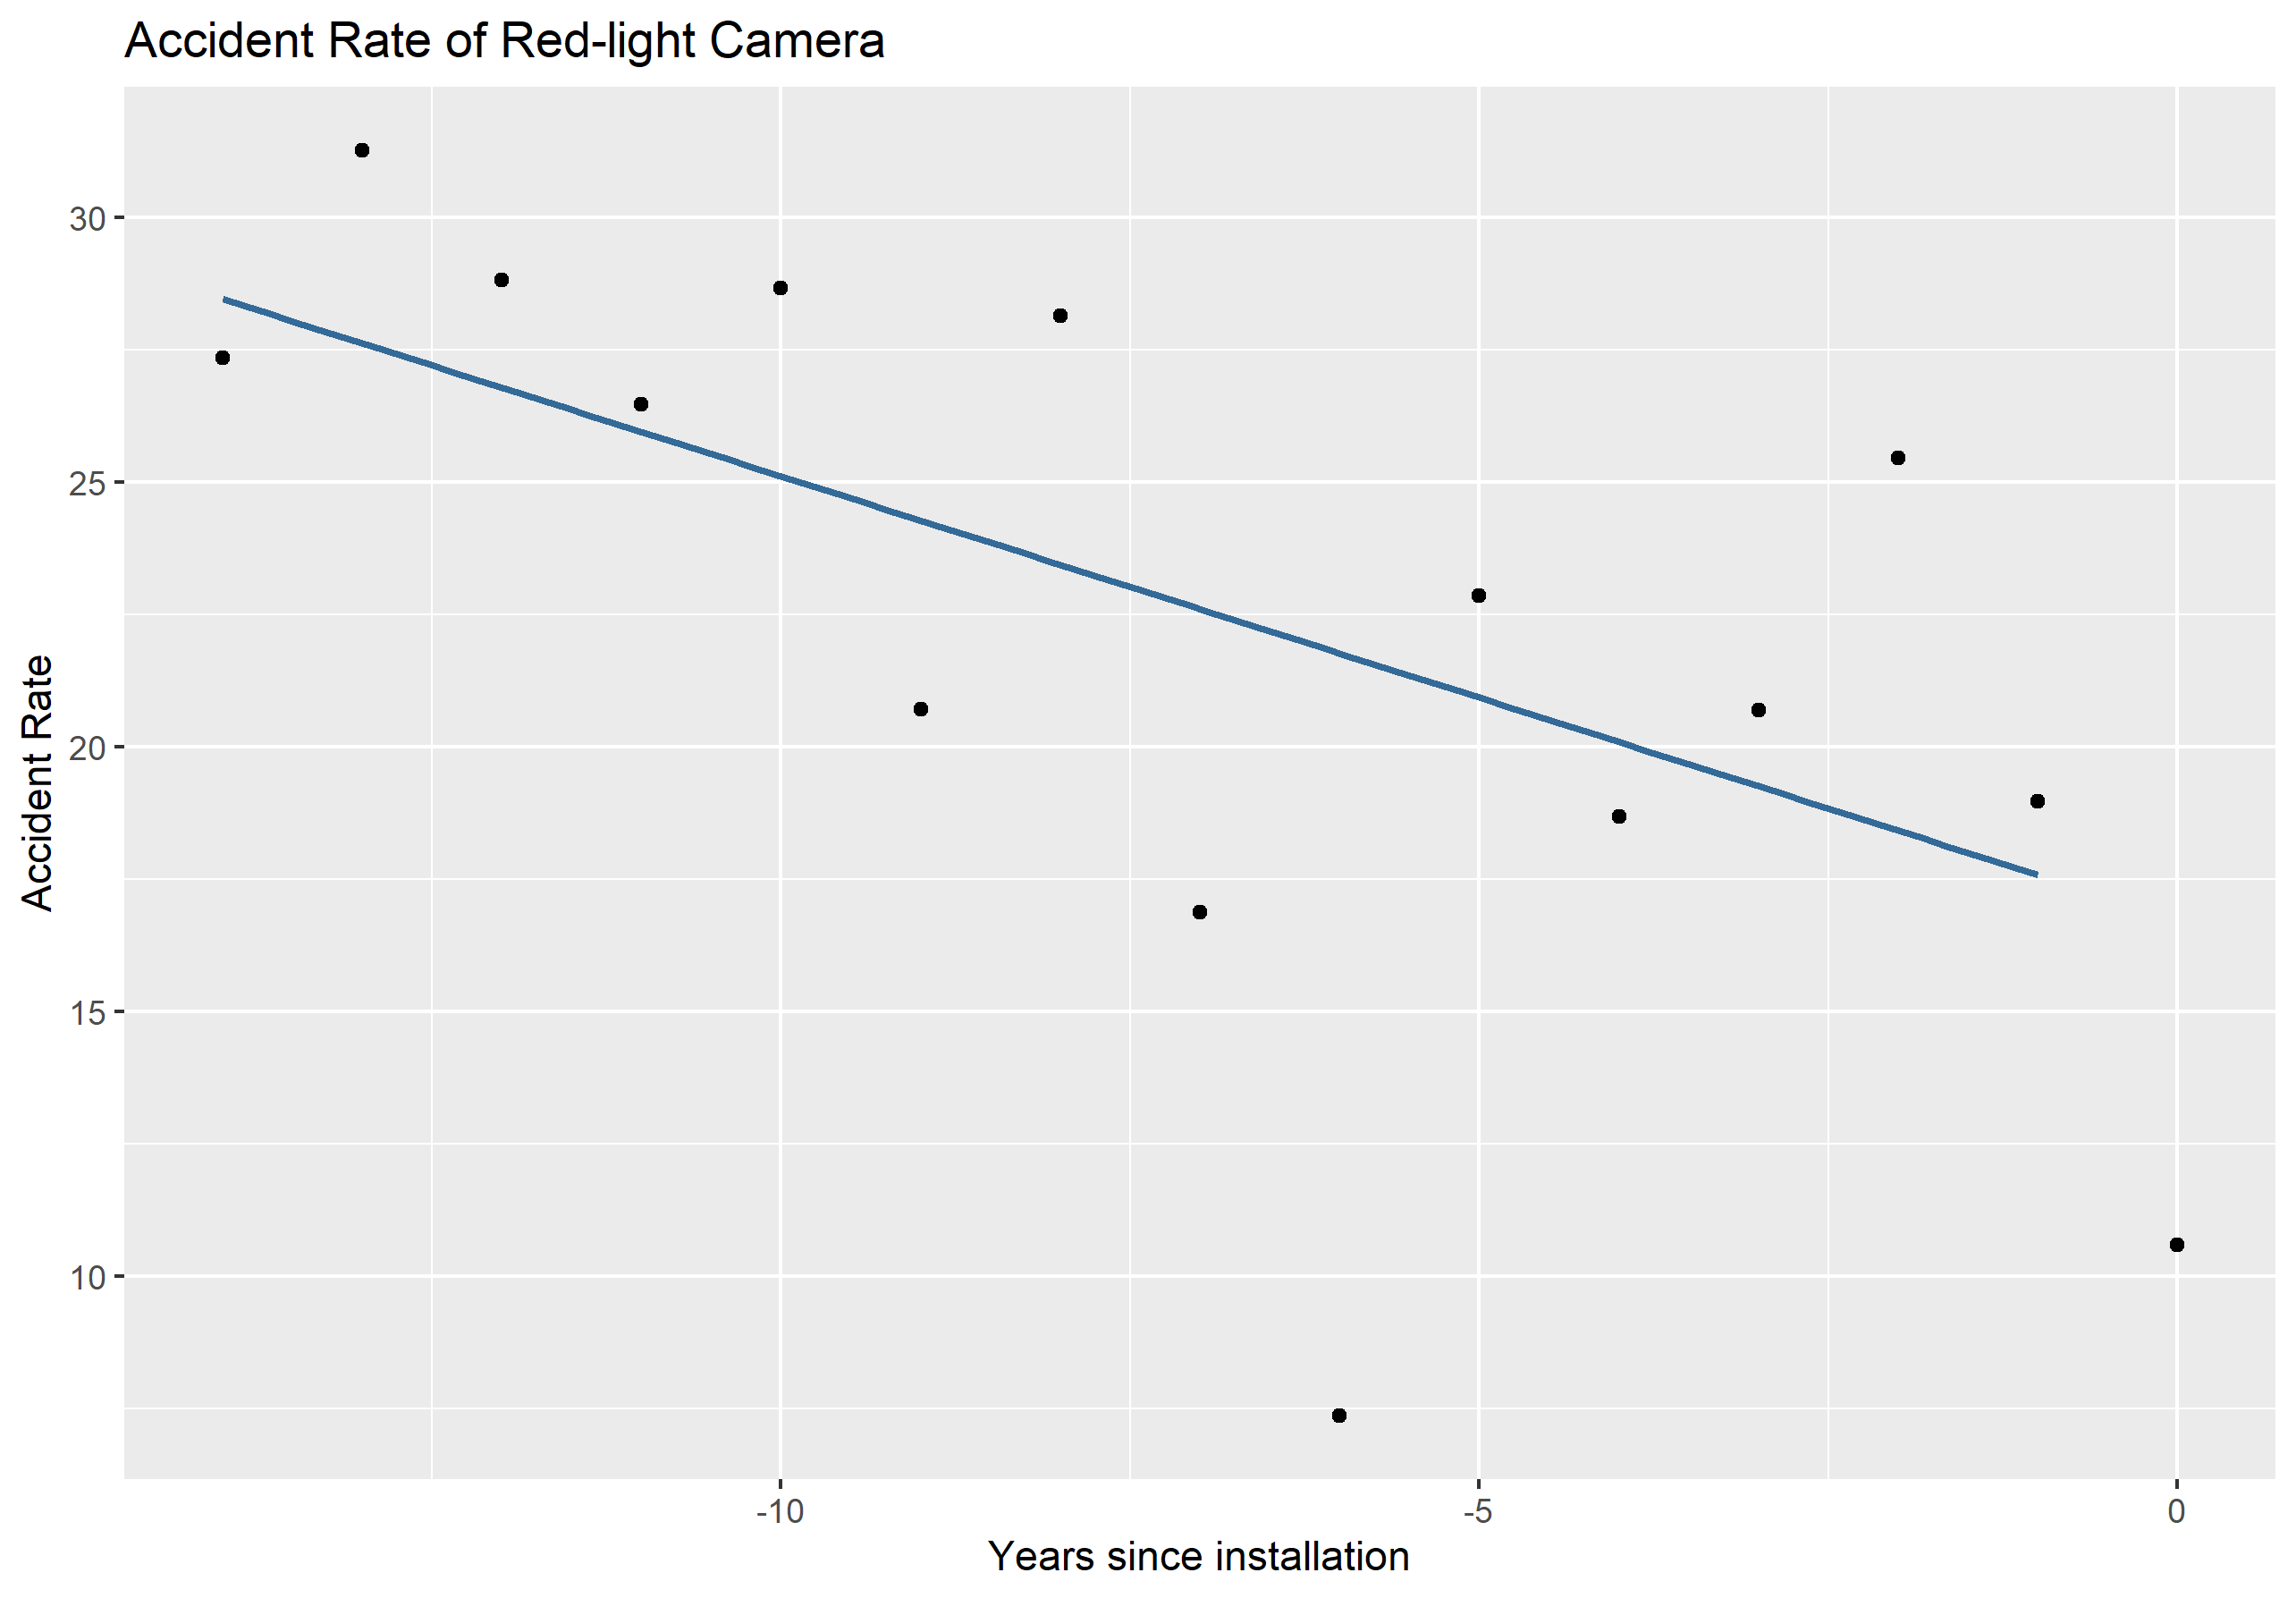 Accident Rate of Red-light Camera
30
25
20
15
10
Accident Rate
-10
-5
0
Years since installation